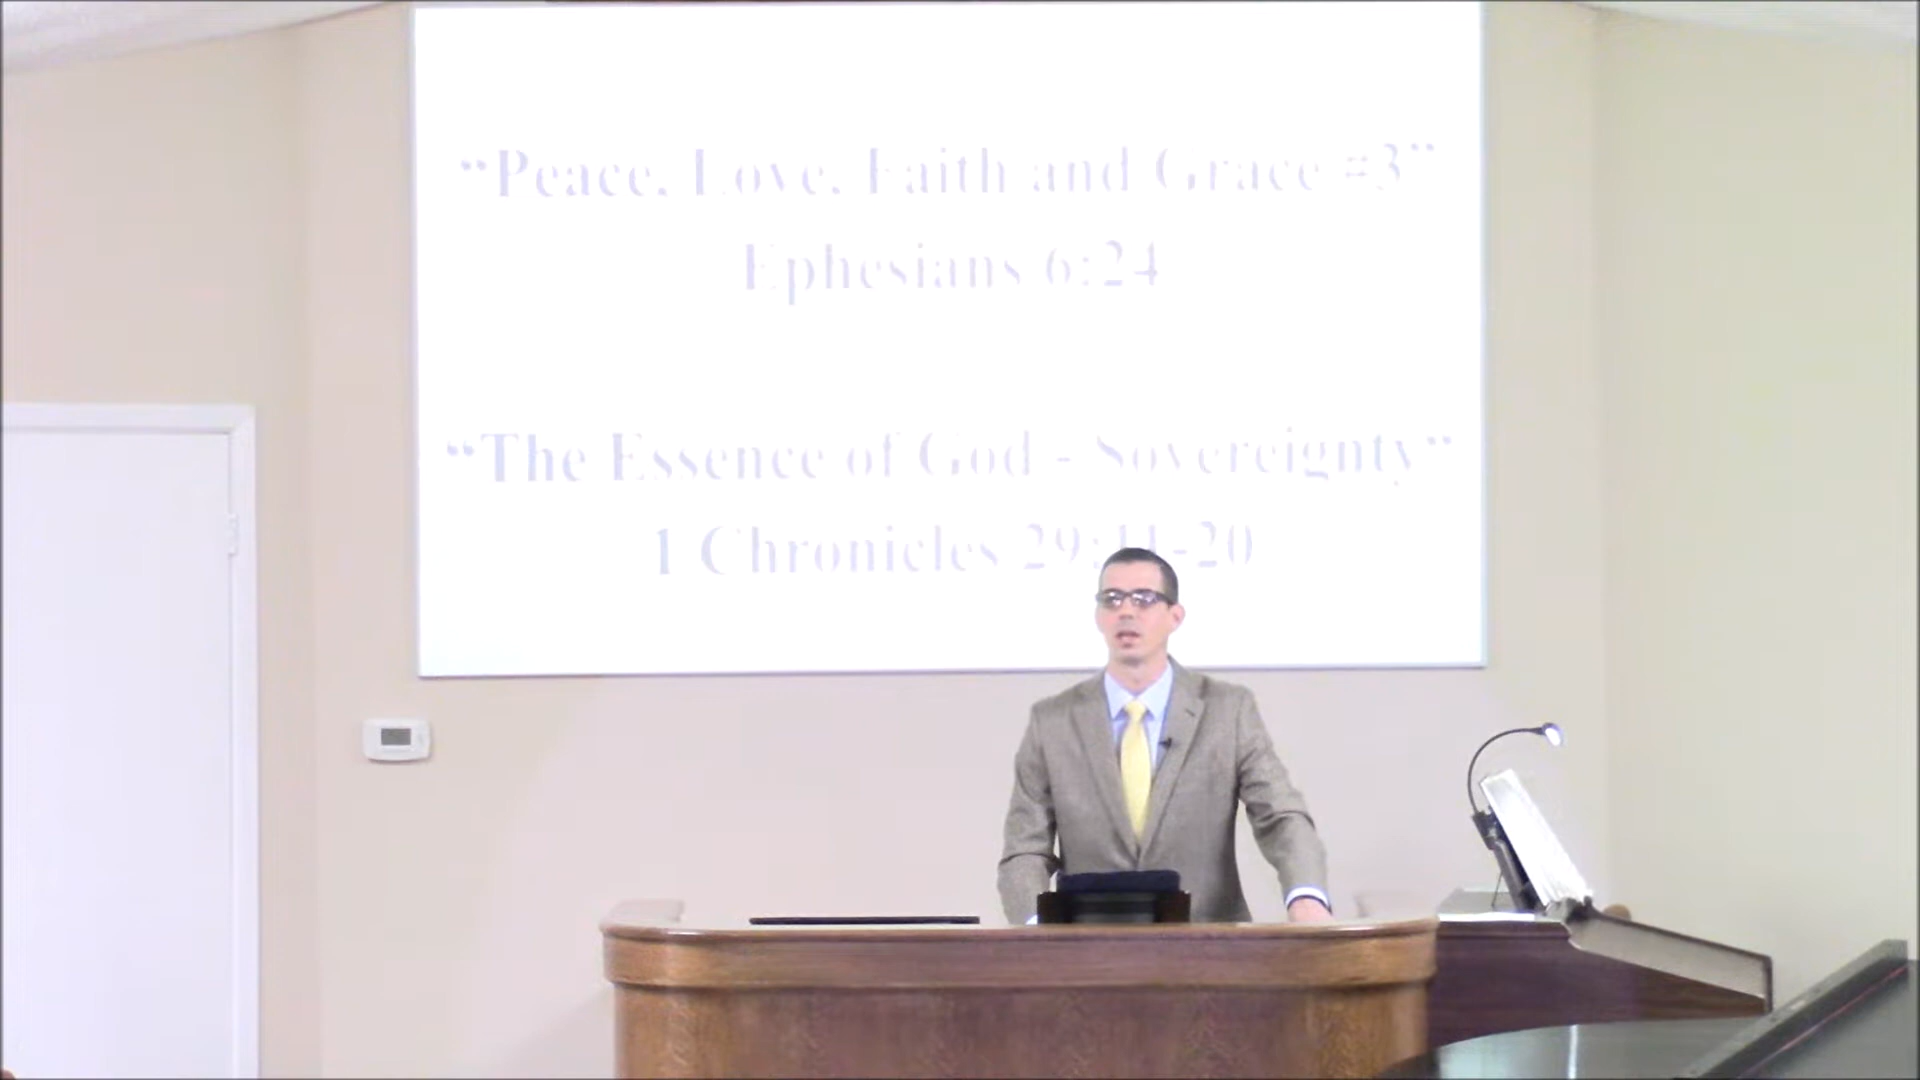 “Peace, Love, Faith and Grace #3”
Ephesians 6:24
“The Essence of God - Sovereignty”
1 Chronicles 29:11-20